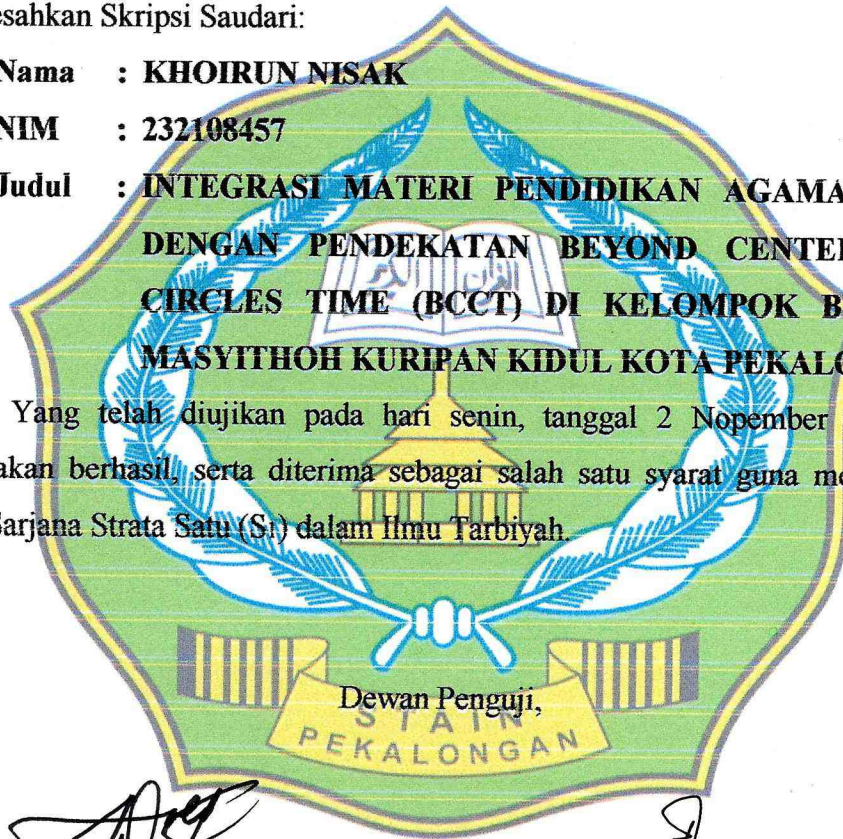 esahkan Skripsi Saudari:
Nama : KHOIRUN NISAK
NIM : 232108457
Judul : INTEGRASI MATERI PENDIDIKAN AGAMA
DENGAN PENDEKATAN BEYOND CENTE
CIRCLES TIME (BCCT) DI KELOMPOK B
MASYITHOH KURIPAN KIDUL KOTA PEKALO
Yang telah diujikan pada hari senin, tanggal 2 Nopember
akan berhasil, serta diterima sebagai salah satu syarat guna me
Sarjana Strata Satu (S1) dalam Ilmu Tarbiyah.
Dewan Penguji,
STAIN
PEKALONGAN